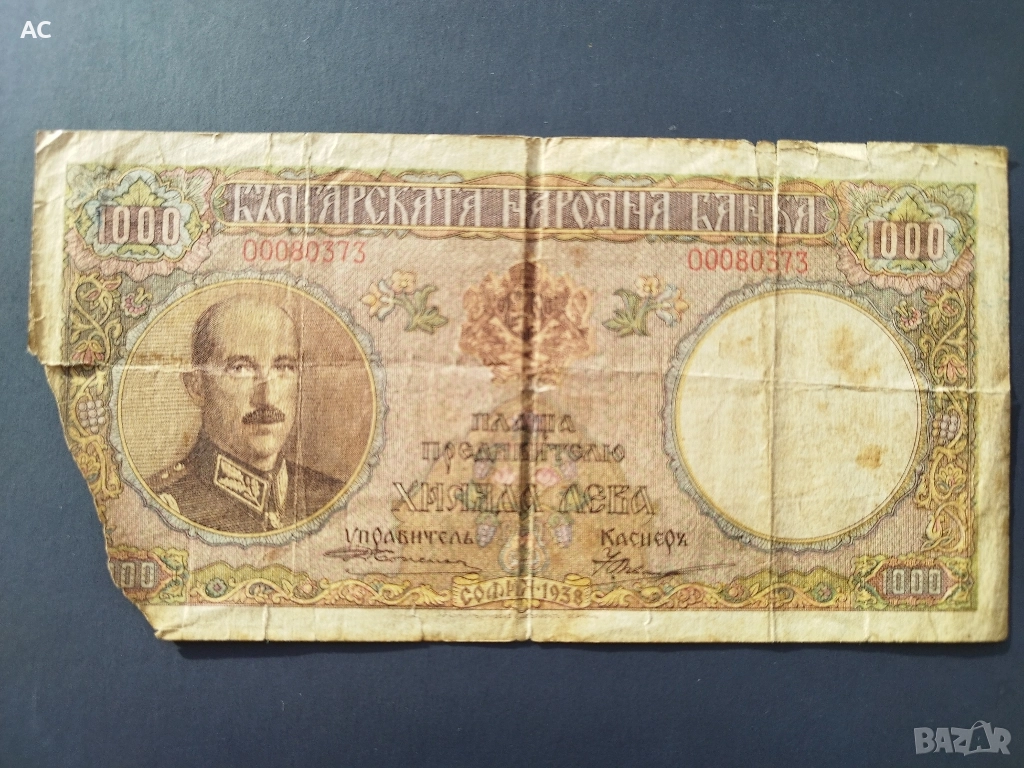 AC
БЪЛГАРСКАТА НАРОДНА БАНКА
1000 1000
00080373 00080373
ПЛАЩА
ПРЕДЯВИТЕЛЮ
ХИЛЯДА ЛЕВА
УПРАВИТЕЛЬ КАСИЕРЪ
1000 1000
СОФИЯ - 1938
BAZAR